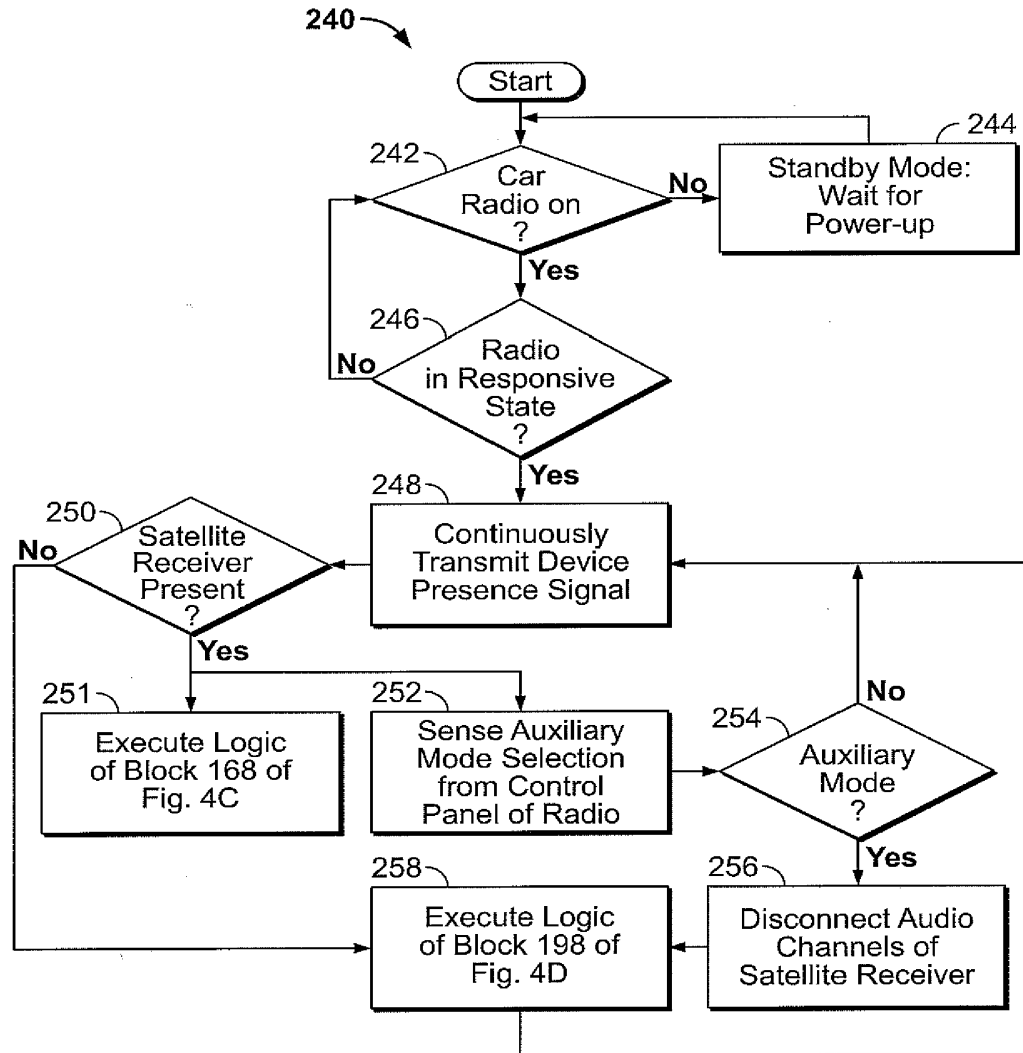 240
Start
242
Car
Radio on
?
No
244
Standby Mode:
Wait for
Power-up
Yes
246
Radio
in Responsive
State
?
No
Yes
248
Continuously
Transmit Device
Presence Signal
250
Satellite
Receiver
Present
?
No
Yes
251
Execute Logic
of Block 168 of
Fig. 4C
252
Sense Auxiliary
Mode Selection
from Control
Panel of Radio
254
Auxiliary
Mode
?
No
Yes
256
Disconnect Audio
Channels of
Satellite Receiver
258
Execute Logic
of Block 198 of
Fig. 4D